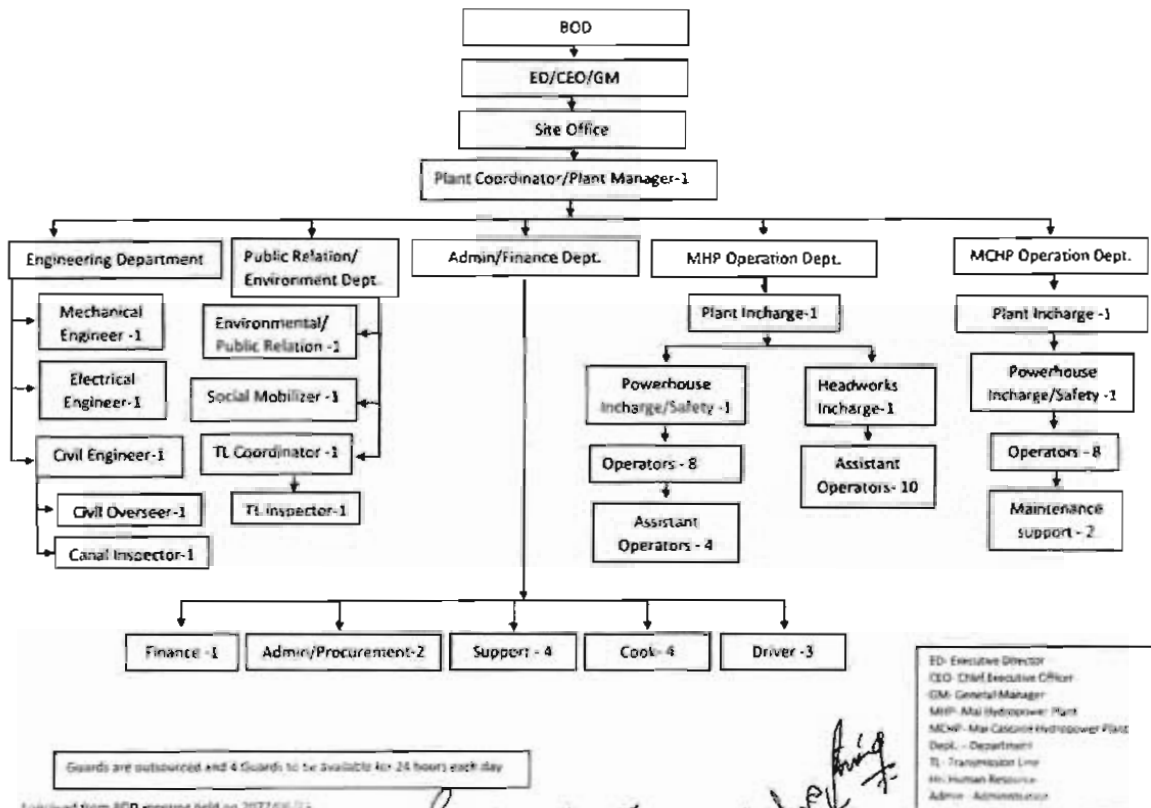 BOD
ED/CEO/GM
Site Office
Plant Coordinator/Plant Manager-1
Engineering Department
Public Relation/
Environment Dept.
Admin/Finance Dept.
MHP Operation Dept.
MCHP Operation Dept.
Mechanical
Engineer -1
Electrical
Engineer-1
Civil Engineer-1
Civil Overseer-1
Canal Inspector-1
Environmental/
Public Relation -1
Social Mobilizer -1
TL Coordinator -1
TL Inspector-1
Plant Incharge-1
Powerhouse
Incharge/Safety -1
Operators - 8
Assistant
Operators - 4
Headworks
Incharge-1
Assistant
Operators- 10
Plant Incharge -1
Powerhouse
Incharge/Safety -1
Operators - 8
Maintenance
support - 2
Finance -1
Admin/Procurement-2
Support - 4
Cook- 4
Driver -3
ED- Executive Director
CEO- Chief Executive Officer
GM- General Manager
MHP- Mai Hydropower Plant
MCHP- Mai Cascade Hydropower Plant
Dept. - Department
TL- Transmission Line
Hr- Human Resource
Admin - Administration
Guards are outsourced and 4 Guards to be available for 24 hours each day
from BOD meeting held on